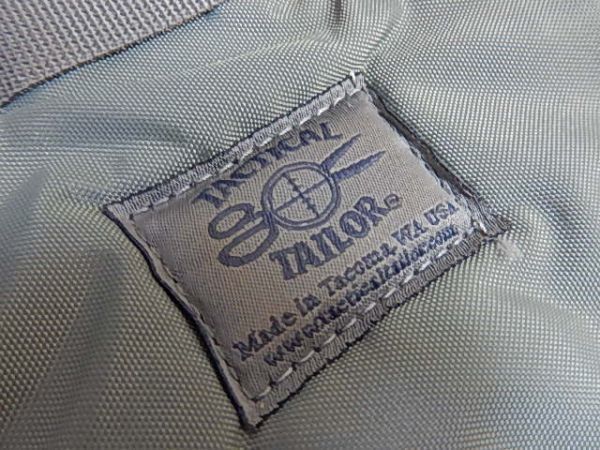 TACTICAL
TAILOR®
Made in Tacoma, WA USA
www.tacticaltailor.com